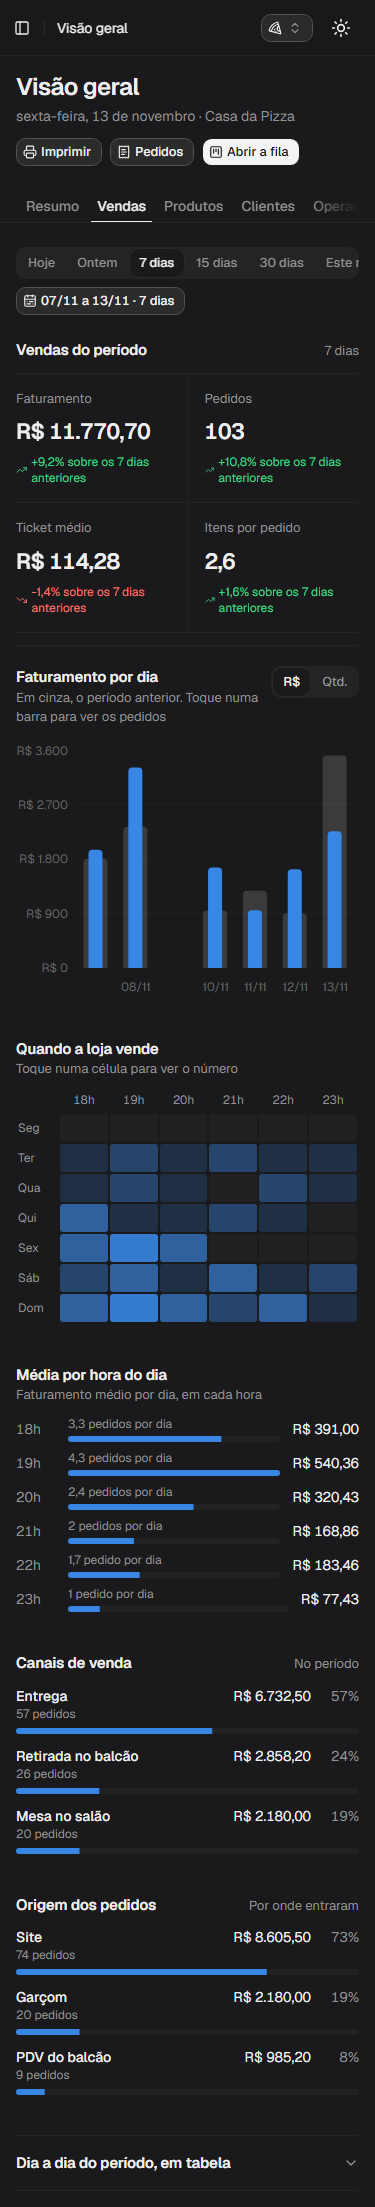 Visão geral
Visão geral
sexta-feira, 13 de novembro · Casa da Pizza
Imprimir Pedidos Abrir a fila
Resumo Vendas Produtos Clientes Opera
Hoje Ontem 7 dias 15 dias 30 dias Este
07/11 a 13/11 · 7 dias
Vendas do período 7 dias
Faturamento Pedidos
R$ 11.770,70 103
+9,2% sobre os 7 dias anteriores
+10,8% sobre os 7 dias anteriores
Ticket médio Itens por pedido
R$ 114,28 2,6
-1,4% sobre os 7 dias anteriores
+1,6% sobre os 7 dias anteriores
Faturamento por dia R$ Qtd.
Em cinza, o período anterior. Toque numa
barra para ver os pedidos
R$ 3.600
R$ 2.700
R$ 1.800
R$ 900
R$ 0
08/11 10/11 11/11 12/11 13/11
Quando a loja vende
Toque numa célula para ver o número
18h 19h 20h 21h 22h 23h
Seg
Ter
Qua
Qui
Sex
Sáb
Dom
Média por hora do dia
Faturamento médio por dia, em cada hora
18h 3,3 pedidos por dia R$ 391,00
19h 4,3 pedidos por dia R$ 540,36
20h 2,4 pedidos por dia R$ 320,43
21h 2 pedidos por dia R$ 168,86
22h 1,7 pedido por dia R$ 183,46
23h 1 pedido por dia R$ 77,43
Canais de venda No período
Entrega R$ 6.732,50 57%
57 pedidos
Retirada no balcão R$ 2.858,20 24%
26 pedidos
Mesa no salão R$ 2.180,00 19%
20 pedidos
Origem dos pedidos Por onde entraram
Site R$ 8.605,50 73%
74 pedidos
Garçom R$ 2.180,00 19%
20 pedidos
PDV do balcão R$ 985,20 8%
9 pedidos
Dia a dia do período, em tabela